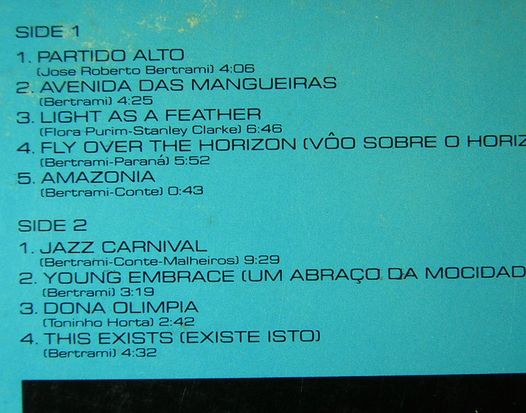 SIDE 1
1. PARTIDO ALTO
(Jose Roberto Bertrami) 4:06
2. AVENIDA DAS MANGUEIRAS
(Bertrami) 4:25
3. LIGHT AS A FEATHER
(Flora Purim-Stanley Clarke) 6:46
4. FLY OVER THE HORIZON (VÔO SOBRE O HORIZ
(Bertrami-Paraná) 5:52
5. AMAZONIA
(Bertrami-Conte) 0:43
SIDE 2
1. JAZZ CARNIVAL
(Bertrami-Conte-Malheiros) 9:29
2. YOUNG EMBRACE (UM ABRAÇO DA MOCIDAD
(Bertrami) 3:19
3. DONA OLIMPIA
(Toninho Horta) 2:42
4. THIS EXISTS (EXISTE ISTO)
(Bertrami) 4:32